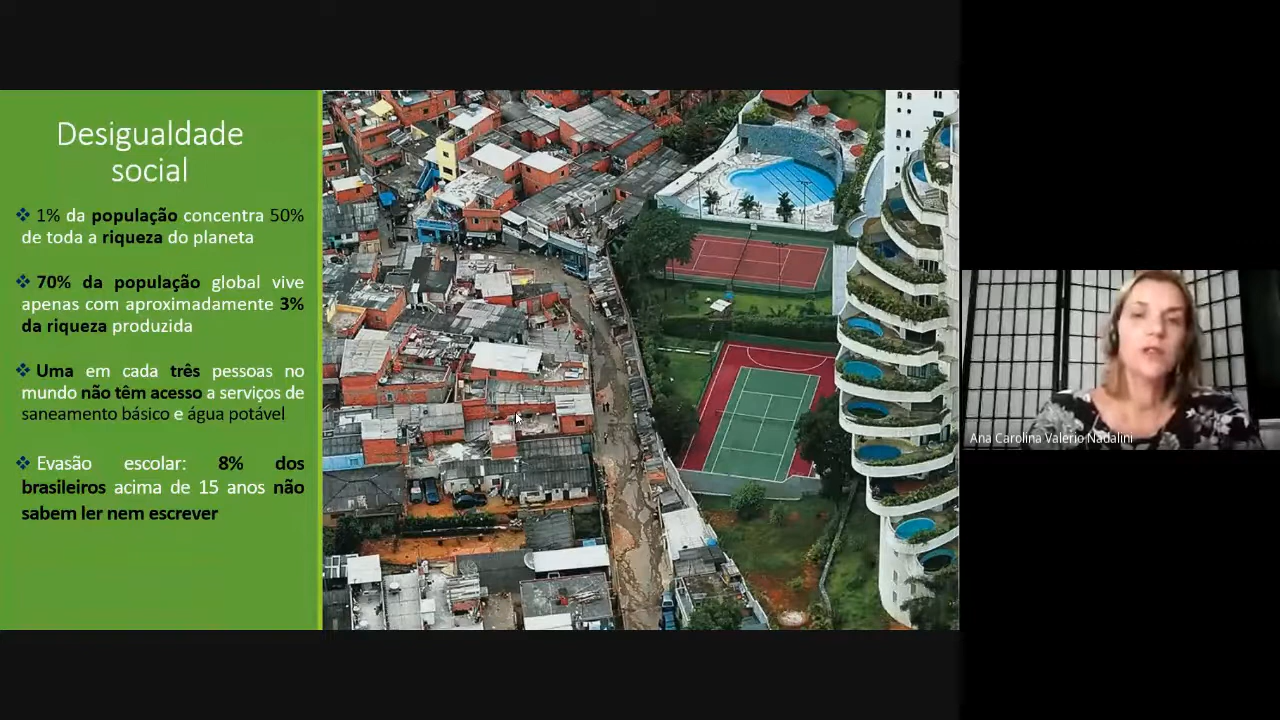 Desigualdade
social
1% da população concentra 50%
de toda a riqueza do planeta
70% da população global vive
apenas com aproximadamente 3%
da riqueza produzida
Uma em cada três pessoas no
mundo não têm acesso a serviços de
saneamento básico e água potável
Evasão escolar: 8% dos
brasileiros acima de 15 anos não
sabem ler nem escrever
Ana Carolina Valerio Nadalini